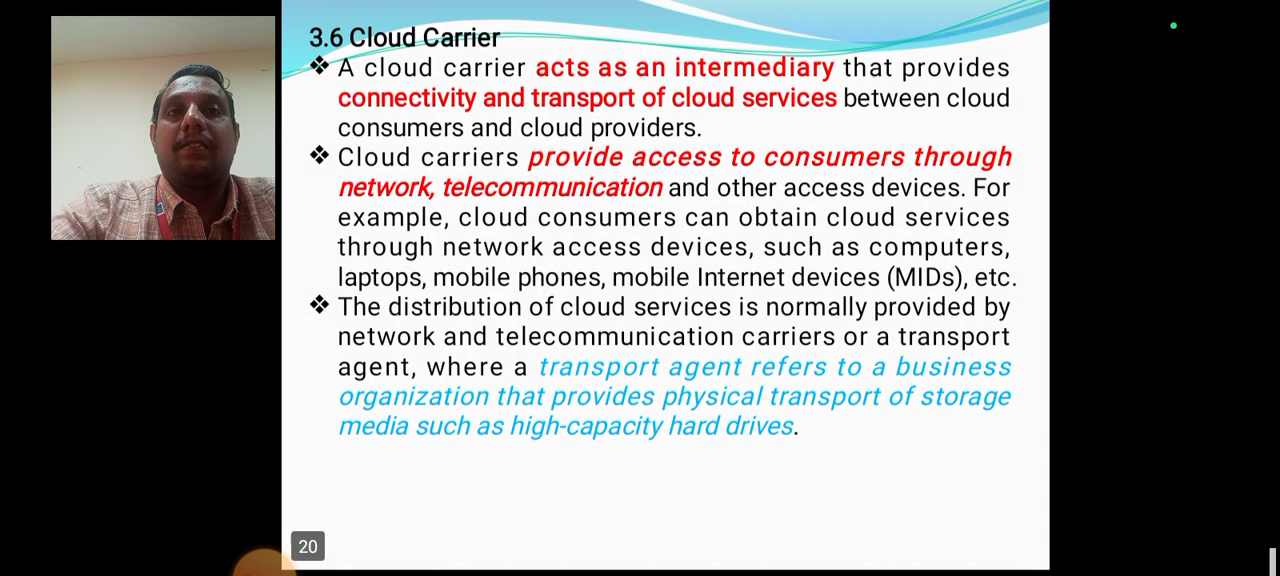 3.6 Cloud Carrier
❖ A cloud carrier acts as an intermediary that provides
connectivity and transport of cloud services between cloud
consumers and cloud providers.
❖ Cloud carriers provide access to consumers through
network, telecommunication and other access devices. For
example, cloud consumers can obtain cloud services
through network access devices, such as computers,
laptops, mobile phones, mobile Internet devices (MIDs), etc.
❖ The distribution of cloud services is normally provided by
network and telecommunication carriers or a transport
agent, where a transport agent refers to a business
organization that provides physical transport of storage
media such as high-capacity hard drives.
20